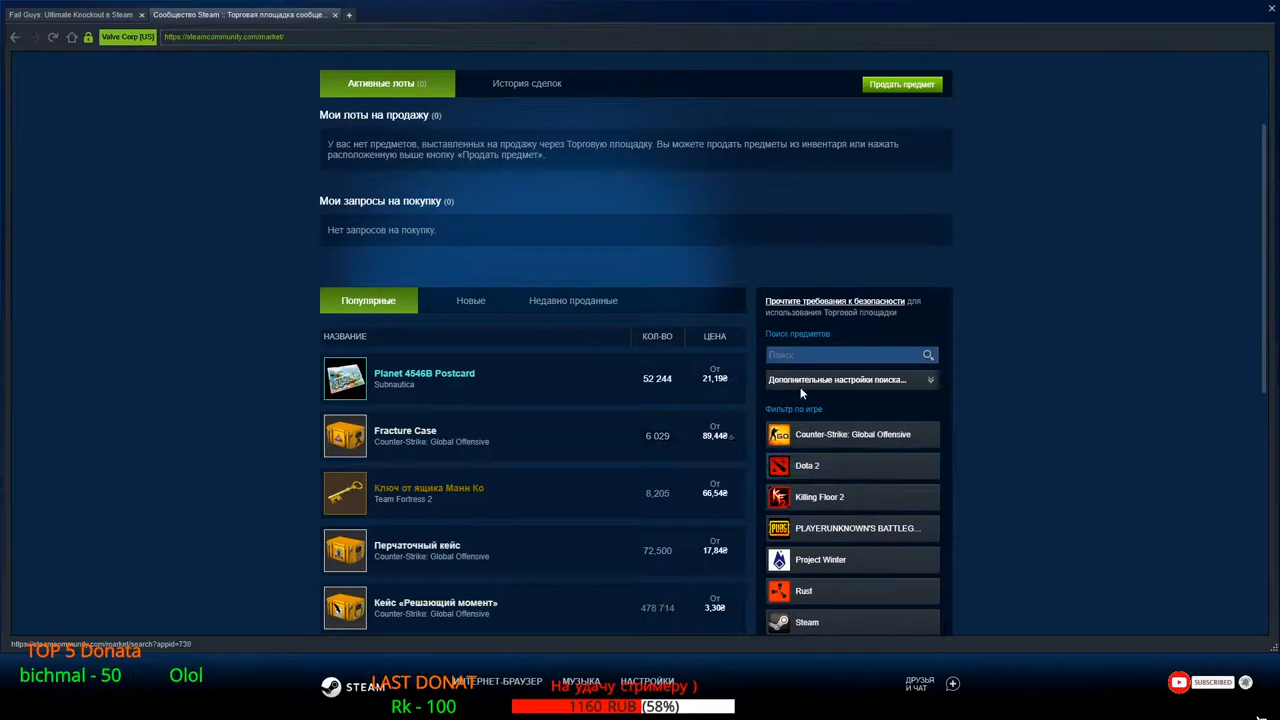 Fall Guys: Ultimate Knockout в Steam
Сообщество Steam :: Торговая площадка сообще...
Valve Corp [US]
https://steamcommunity.com/market/
Активные лоты (0)
История сделок
Продать предмет
Мои лоты на продажу (0)
У вас нет предметов, выставленных на продажу через Торговую площадку. Вы можете продать предметы из инвентаря или нажать
расположенную выше кнопку «Продать предмет».
Мои запросы на покупку (0)
Нет запросов на покупку.
Популярные
Новые
Недавно проданные
НАЗВАНИЕ
КОЛ-ВО
ЦЕНА
Planet 4546B Postcard
Subnautica
52 244
От
21,19₴
Fracture Case
Counter-Strike: Global Offensive
6 029
От
89,44₴
Ключ от ящика Манн Ко
Team Fortress 2
8,205
От
66,54₴
Перчаточный кейс
Counter-Strike: Global Offensive
72,500
От
17,84₴
Кейс «Решающий момент»
Counter-Strike: Global Offensive
478 714
От
3,30₴
Прочтите требования к безопасности для
использования Торговой площадки
Поиск предметов
Поиск
Дополнительные настройки поиска...
Фильтр по игре
Counter-Strike: Global Offensive
Dota 2
Killing Floor 2
PLAYERUNKNOWN'S BATTLEG...
Project Winter
Rust
Steam
https://steamcommunity.com/market/search?appid=730
TOP 5 Donata
bichmal - 50
Olol
STEAM
LAST DONAT
Rk - 100
ИНТЕРНЕТ-БРАУЗЕР
МУЗЫКА
НАСТРОЙКИ
На удачу стримеру )
1160 RUB (58%)
ДРУЗЬЯ
И ЧАТ
SUBSCRIBED